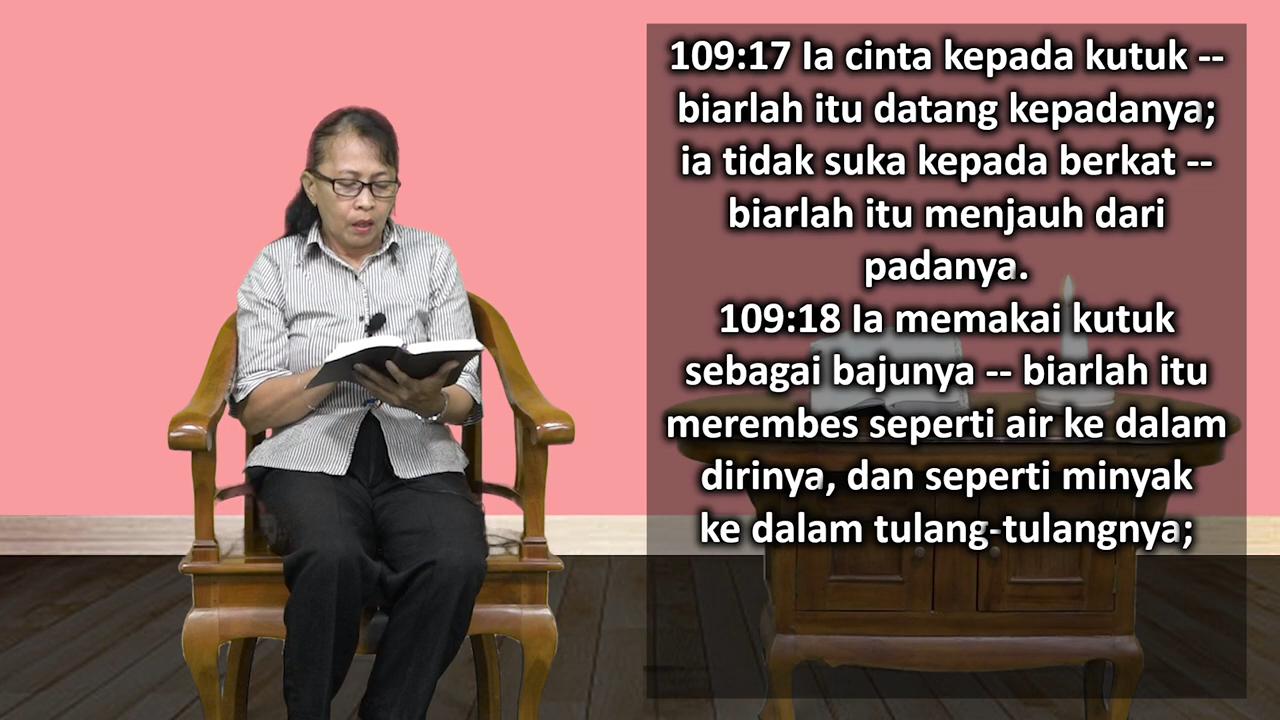 109:17 Ia cinta kepada kutuk --
biarlah itu datang kepadanya;
ia tidak suka kepada berkat --
biarlah itu menjauh dari
padanya.
109:18 Ia memakai kutuk
sebagai bajunya -- biarlah itu
merembes seperti air ke dalam
dirinya, dan seperti minyak
ke dalam tulang-tulangnya;